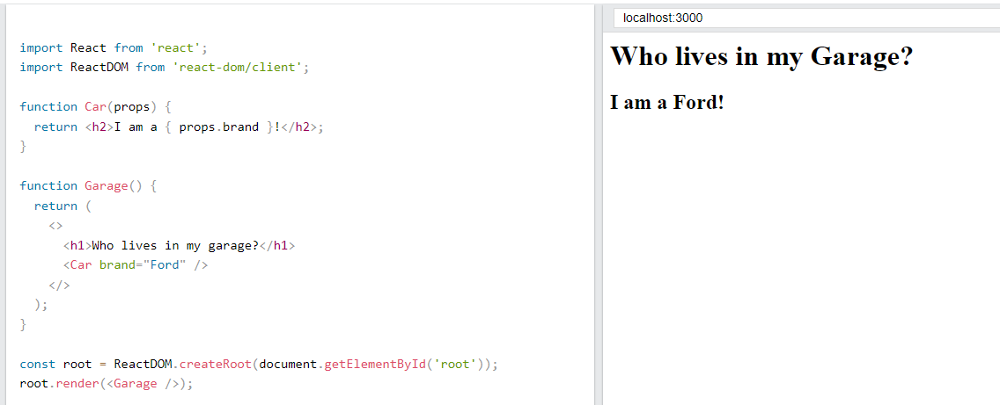 import React from 'react';
import ReactDOM from 'react-dom/client';
function Car(props) {
return <h2>I am a { props.brand }!</h2>;
}
function Garage() {
return (
<>
<h1>Who lives in my garage?</h1>
<Car brand="Ford" />
</>
);
}
const root = ReactDOM.createRoot(document.getElementById('root'));
root.render(<Garage />);
localhost:3000
Who lives in my Garage?
I am a Ford!